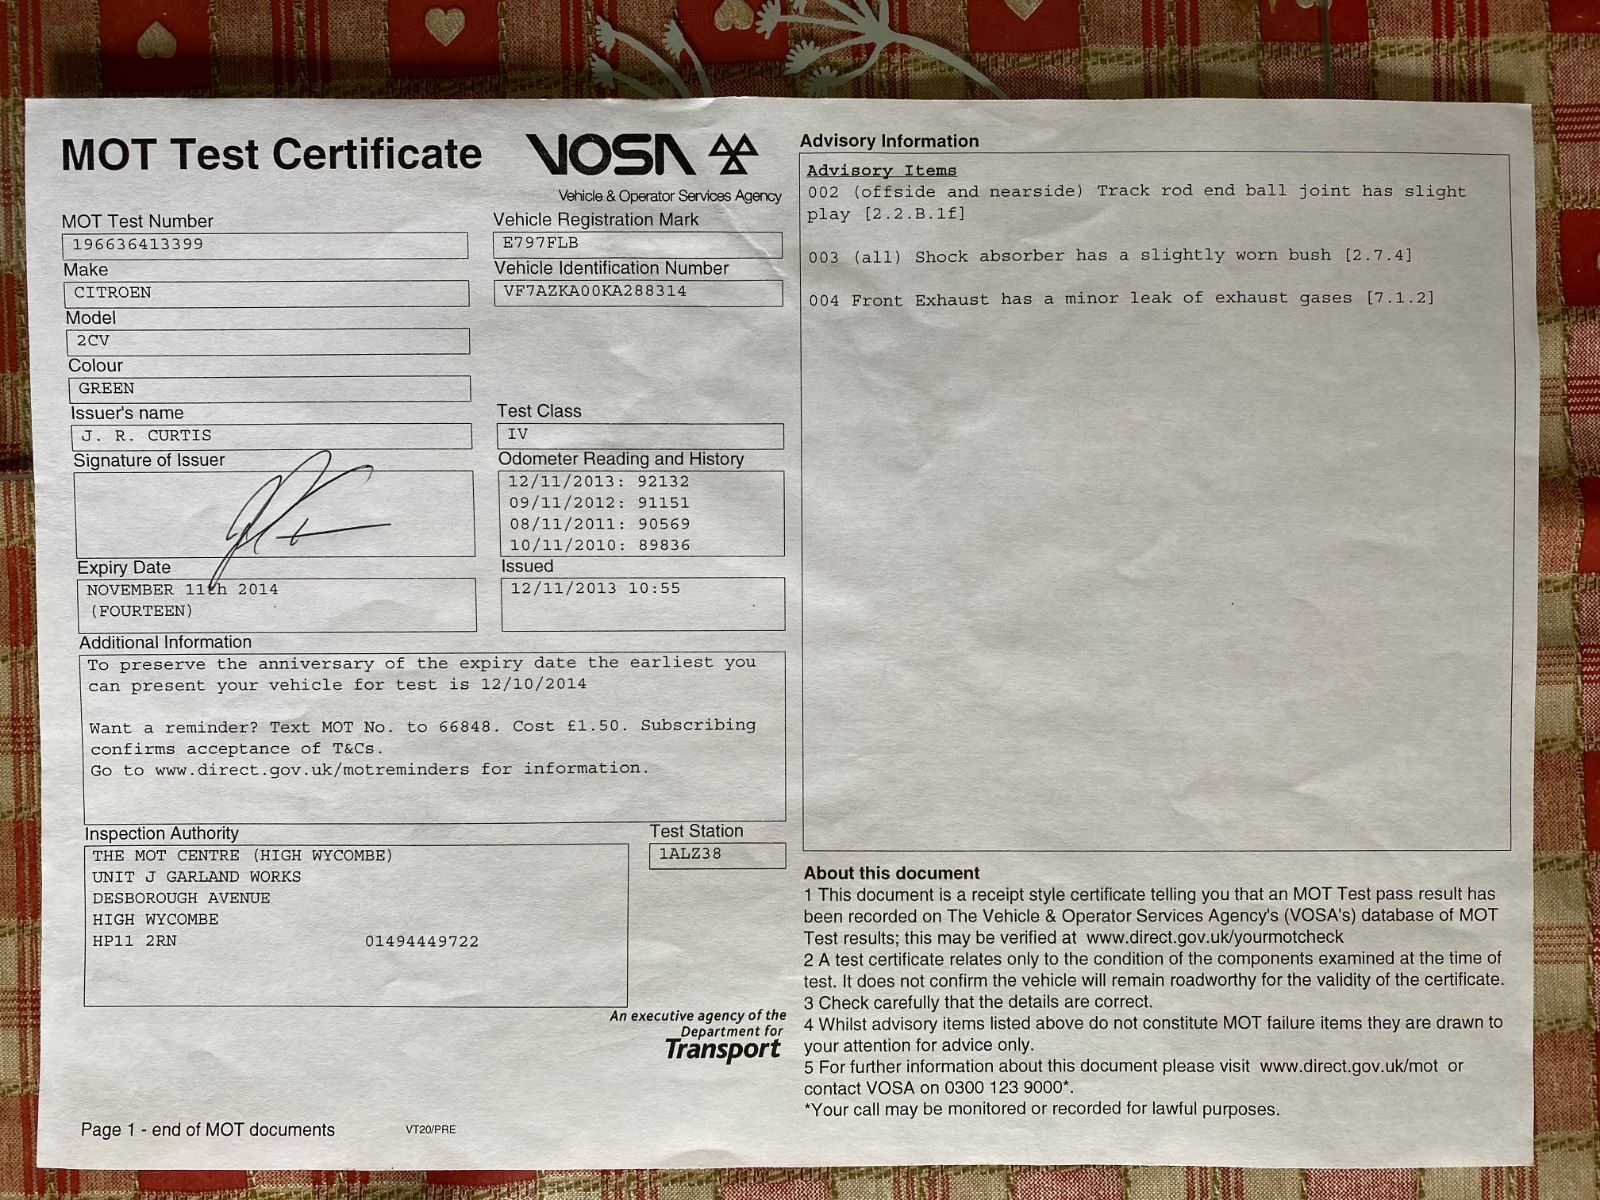 MOT Test Certificate
VOSA
Vehicle & Operator Services Agency
MOT Test Number
196636413399
Vehicle Registration Mark
E797FLB
Make
CITROEN
Vehicle Identification Number
VF7AZKA00KA288314
Model
2CV
Colour
GREEN
Issuer's name
J. R. CURTIS
Test Class
IV
Signature of Issuer
Odometer Reading and History
12/11/2013: 92132
09/11/2012: 91151
08/11/2011: 90569
10/11/2010: 89836
Expiry Date
NOVEMBER 11th 2014
(FOURTEEN)
Issued
12/11/2013 10:55
Additional Information
To preserve the anniversary of the expiry date the earliest you
can present your vehicle for test is 12/10/2014
Want a reminder? Text MOT No. to 66848. Cost £1.50. Subscribing
confirms acceptance of T&Cs.
Go to www.direct.gov.uk/motreminders for information.
Inspection Authority
THE MOT CENTRE (HIGH WYCOMBE)
UNIT J GARLAND WORKS
DESBOROUGH AVENUE
HIGH WYCOMBE
HP11 2RN 01494449722
Test Station
1ALZ38
An executive agency of the
Department for
Transport
Page 1 - end of MOT documents
VT20/PRE
Advisory Information
Advisory Items
002 (offside and nearside) Track rod end ball joint has slight
play [2.2.B.1f]
003 (all) Shock absorber has a slightly worn bush [2.7.4]
004 Front Exhaust has a minor leak of exhaust gases [7.1.2]
About this document
1 This document is a receipt style certificate telling you that an MOT Test pass result has
been recorded on The Vehicle & Operator Services Agency's (VOSA's) database of MOT
Test results; this may be verified at www.direct.gov.uk/yourmotcheck
2 A test certificate relates only to the condition of the components examined at the time of
test. It does not confirm the vehicle will remain roadworthy for the validity of the certificate.
3 Check carefully that the details are correct.
4 Whilst advisory items listed above do not constitute MOT failure items they are drawn to
your attention for advice only.
5 For further information about this document please visit www.direct.gov.uk/mot or
contact VOSA on 0300 123 9000*.
*Your call may be monitored or recorded for lawful purposes.